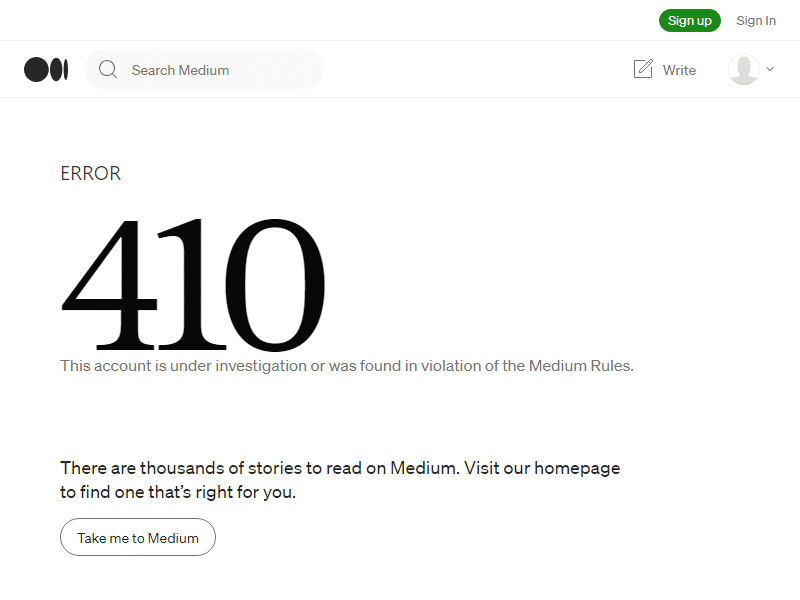 Sign up Sign In
Search Medium Write
ERROR
410
This account is under investigation or was found in violation of the Medium Rules.
There are thousands of stories to read on Medium. Visit our homepage
to find one that’s right for you.
Take me to Medium